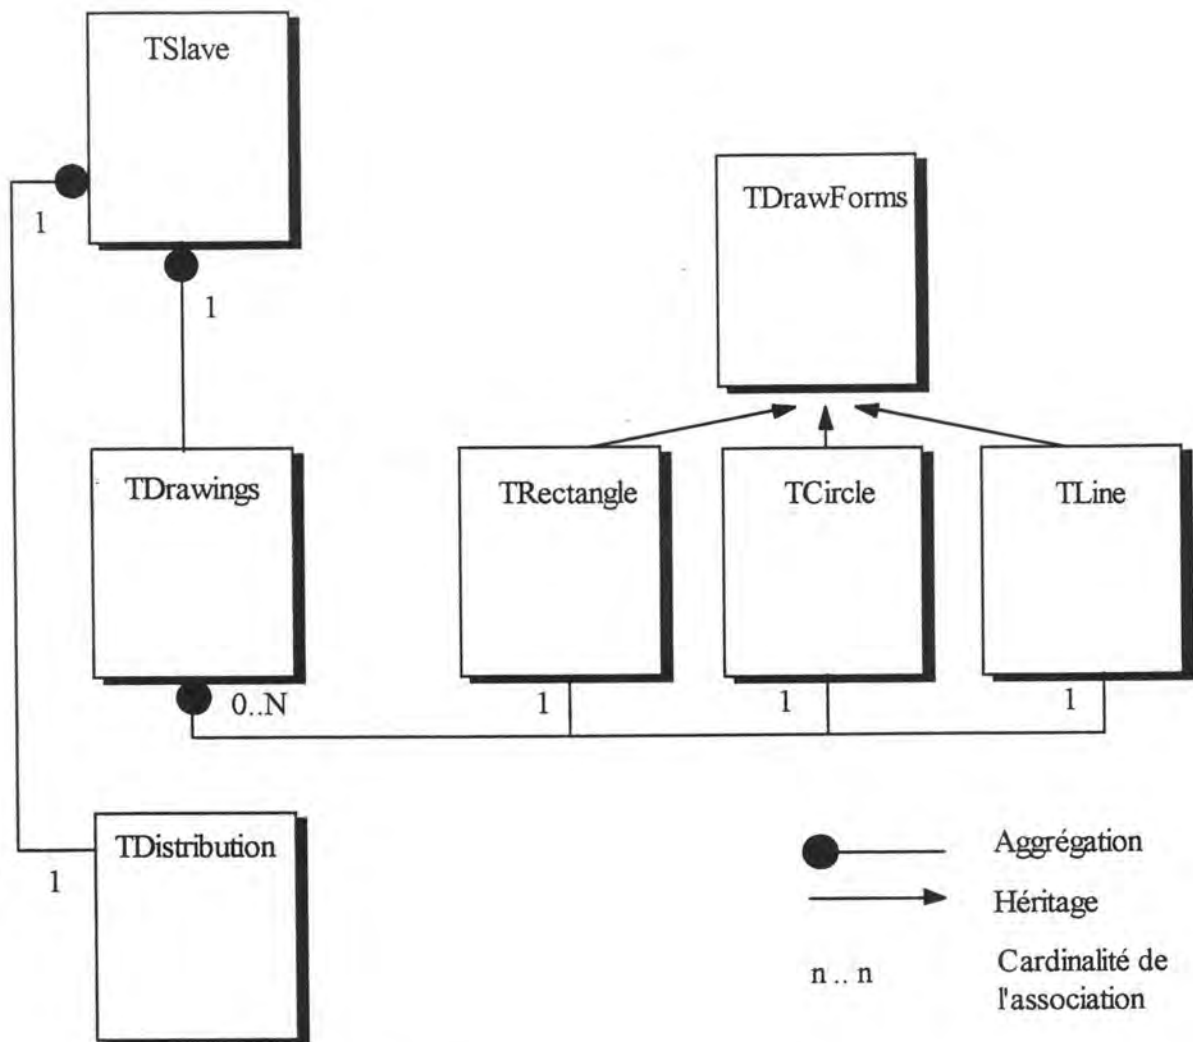 TSlave
1
1
TDrawForms
TDrawings
TRectangle
TCircle
TLine
0..N
1
1
1
TDistribution
1
Aggrégation
Héritage
n .. n
Cardinalité de
l'association